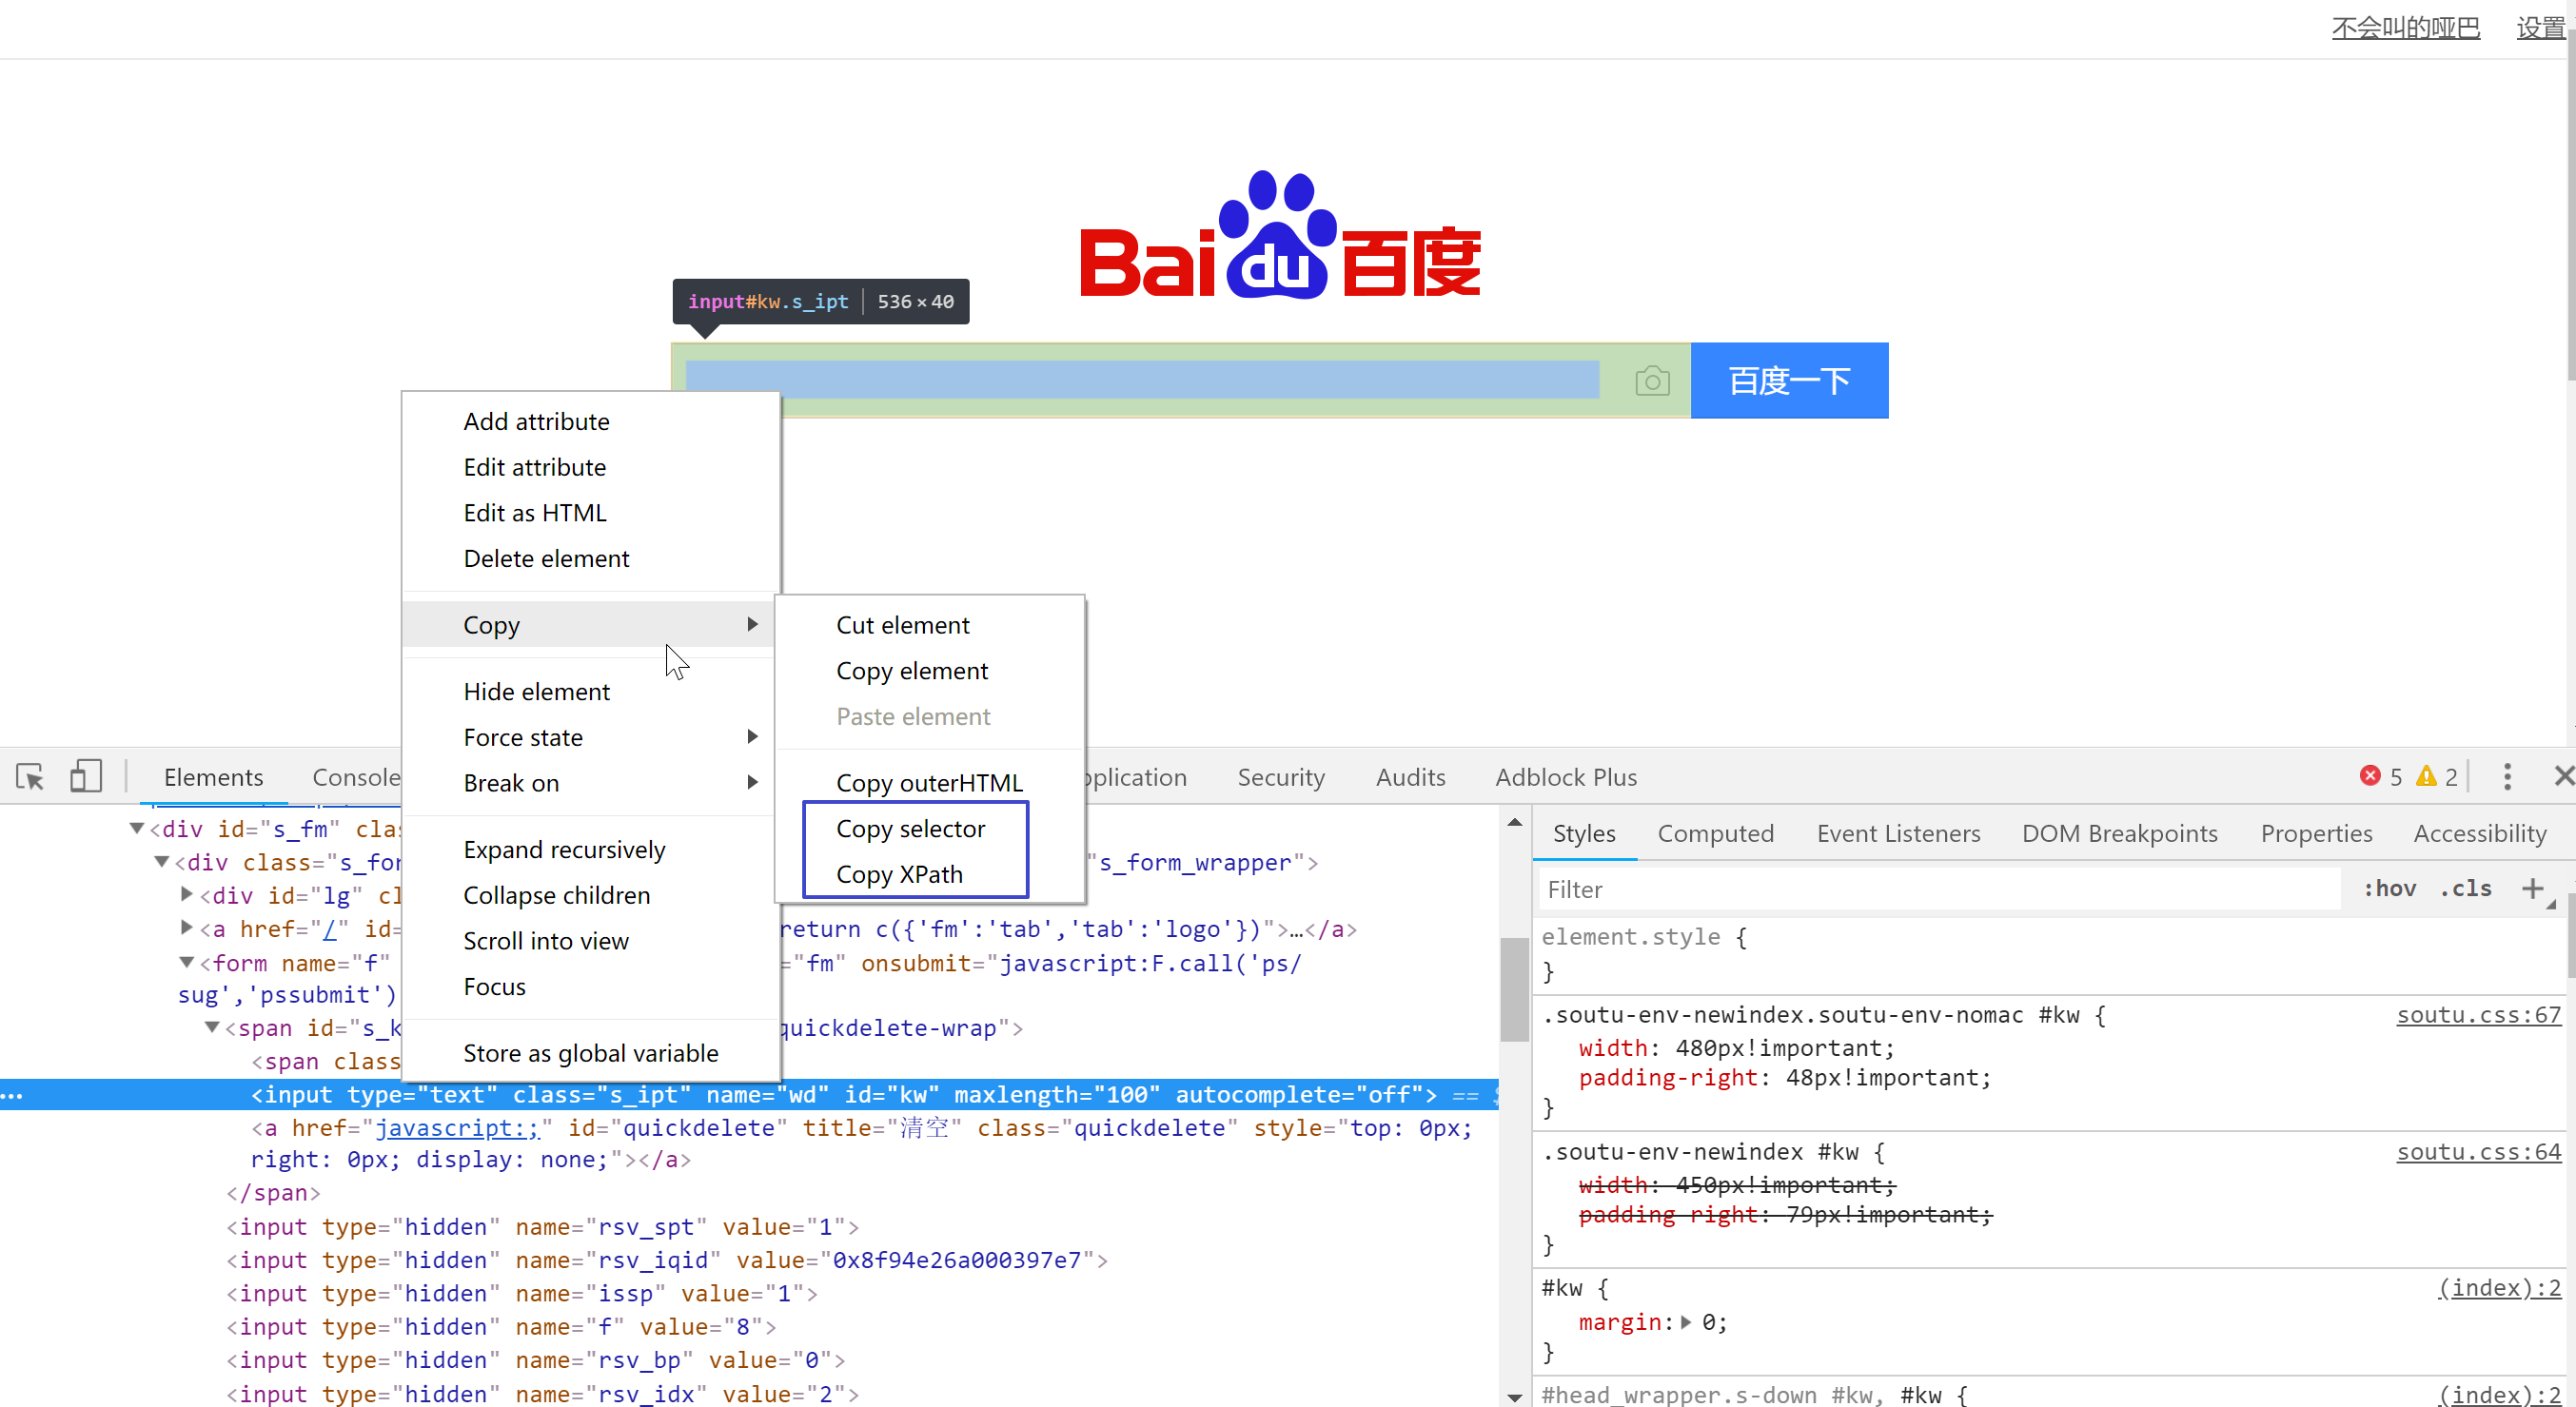 不会叫的哑巴 设置
Bai du 百度
input#kw.s_ipt 536×40
百度一下
Add attribute
Edit attribute
Edit as HTML
Delete element
Copy
Hide element
Force state
Break on
Expand recursively
Collapse children
Scroll into view
Focus
Store as global variable
Cut element
Copy element
Paste element
Copy outerHTML
Copy selector
Copy XPath
Elements Console pplication Security Audits Adblock Plus 5 2
<div id="s_fm" clas
<div class="s_for "s_form_wrapper">
<div id="lg" cl
<a href="/" id= return c({'fm':'tab','tab':'logo'})">…</a>
<form name="f" ="fm" onsubmit="javascript:F.call('ps/
sug','pssubmit')
<span id="s_k quickdelete-wrap">
<span class
… <input type="text" class="s_ipt" name="wd" id="kw" maxlength="100" autocomplete="off"> == $
<a href="javascript:;" id="quickdelete" title="清空" class="quickdelete" style="top: 0px;
right: 0px; display: none;"></a>
</span>
<input type="hidden" name="rsv_spt" value="1">
<input type="hidden" name="rsv_iqid" value="0x8f94e26a000397e7">
<input type="hidden" name="issp" value="1">
<input type="hidden" name="f" value="8">
<input type="hidden" name="rsv_bp" value="0">
<input type="hidden" name="rsv_idx" value="2">
Styles Computed Event Listeners DOM Breakpoints Properties Accessibility
Filter :hov .cls +
element.style {
}
.soutu-env-newindex.soutu-env-nomac #kw { soutu.css:67
width: 480px!important;
padding-right: 48px!important;
}
.soutu-env-newindex #kw { soutu.css:64
width: 450px!important;
padding-right: 79px!important;
}
#kw { (index):2
margin: 0;
}
#head_wrapper.s-down #kw, #kw { (index):2